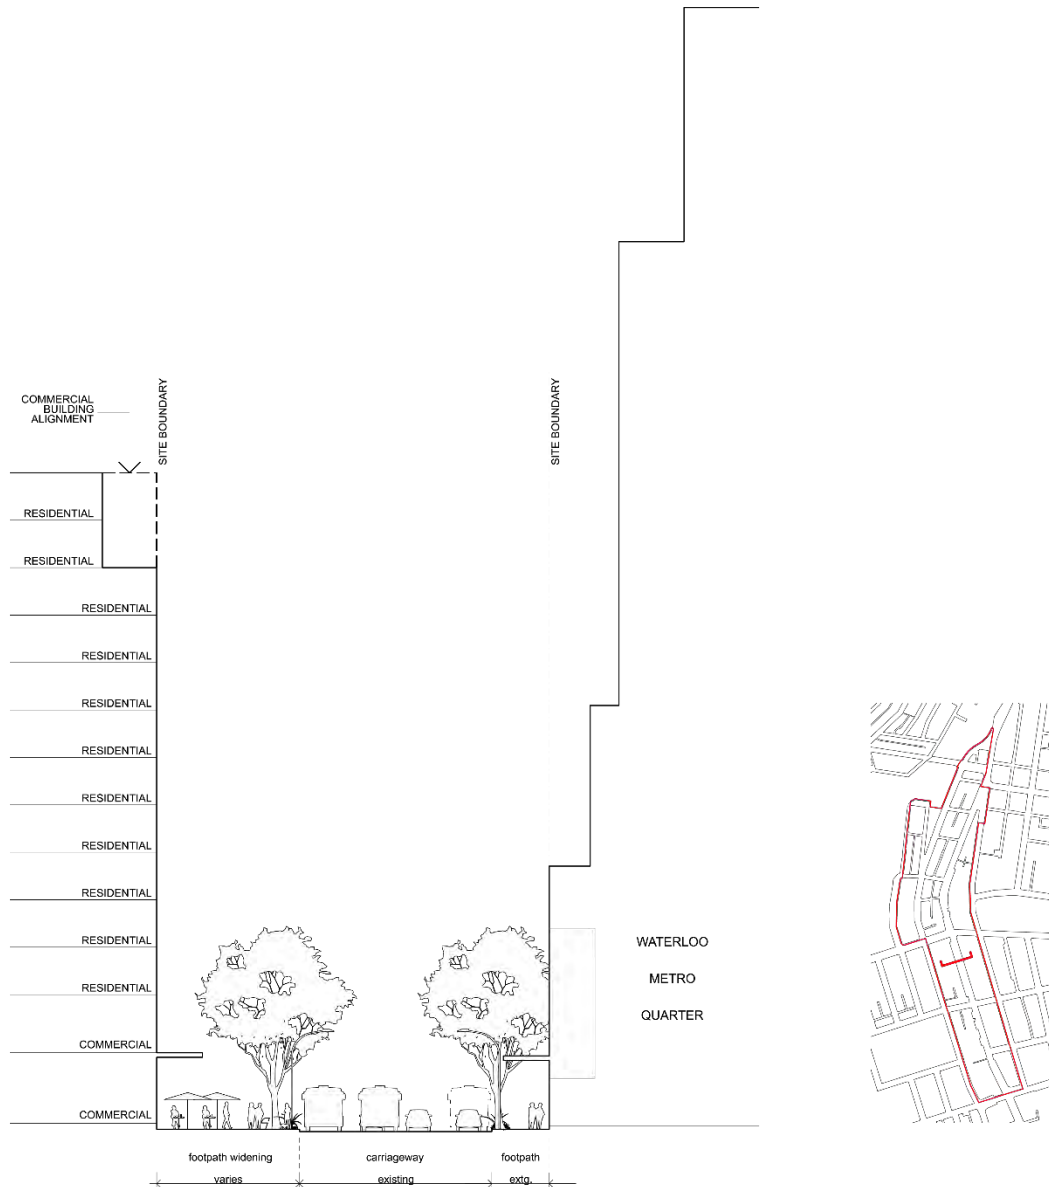 COMMERCIAL
BUILDING
ALIGNMENT
SITE BOUNDARY
SITE BOUNDARY
RESIDENTIAL
RESIDENTIAL
RESIDENTIAL
RESIDENTIAL
RESIDENTIAL
RESIDENTIAL
RESIDENTIAL
RESIDENTIAL
RESIDENTIAL
RESIDENTIAL
RESIDENTIAL
COMMERCIAL
COMMERCIAL
WATERLOO
METRO
QUARTER
footpath widening
varies
carriageway
existing
footpath
extg.